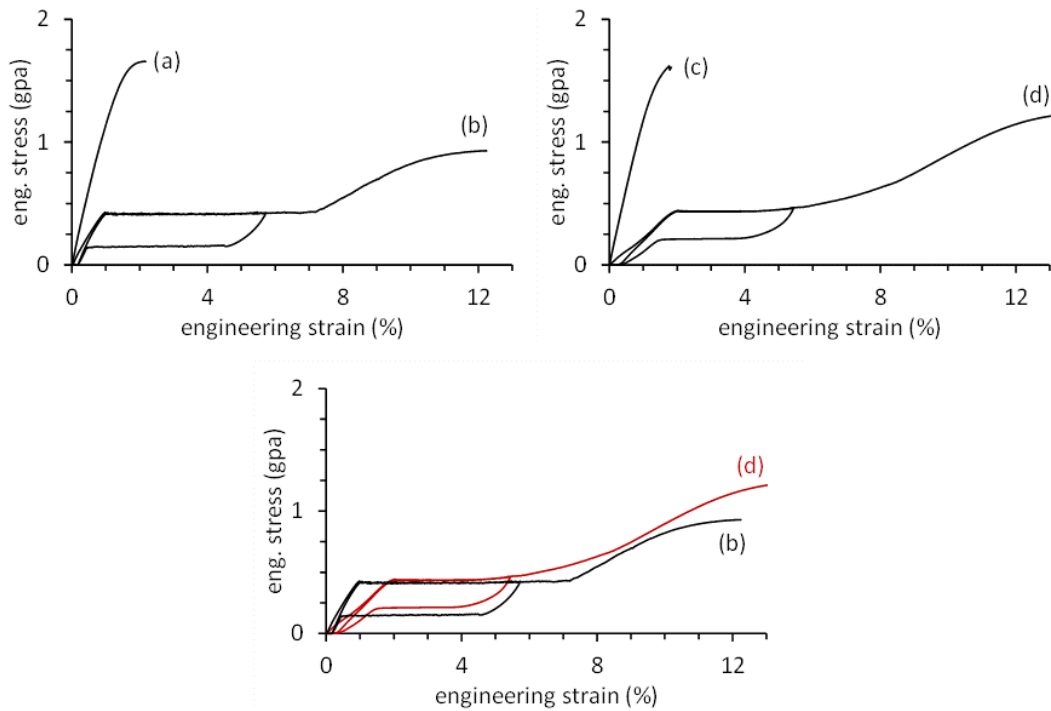 2
(a)
(b)
1
0
eng. stress (gpa)
0 4 8 12
engineering strain (%)
2
(c)
(d)
1
0
eng. stress (gpa)
0 4 8 12
engineering strain (%)
2
(d)
(b)
1
0
eng. stress (gpa)
0 4 8 12
engineering strain (%)